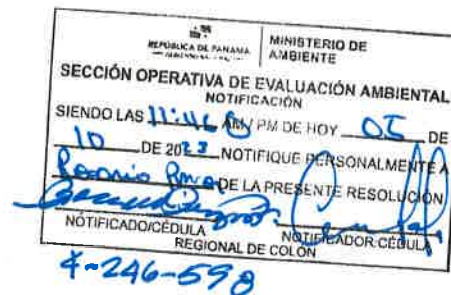 REPÚBLICA DE PANAMÁ
MINISTERIO DE
AMBIENTE
SECCIÓN OPERATIVA DE EVALUACIÓN AMBIENTAL
NOTIFICACIÓN
SIENDO LAS 11:46 AM/ PM DE HOY 05 DE
10 DE 2023 NOTIFIQUE PERSONALMENTE A
DE LA PRESENTE RESOLUCIÓN
NOTIFICADO/CÉDULA NOTIFICADOR:CÉDULA
REGIONAL DE COLÓN
4-246-598